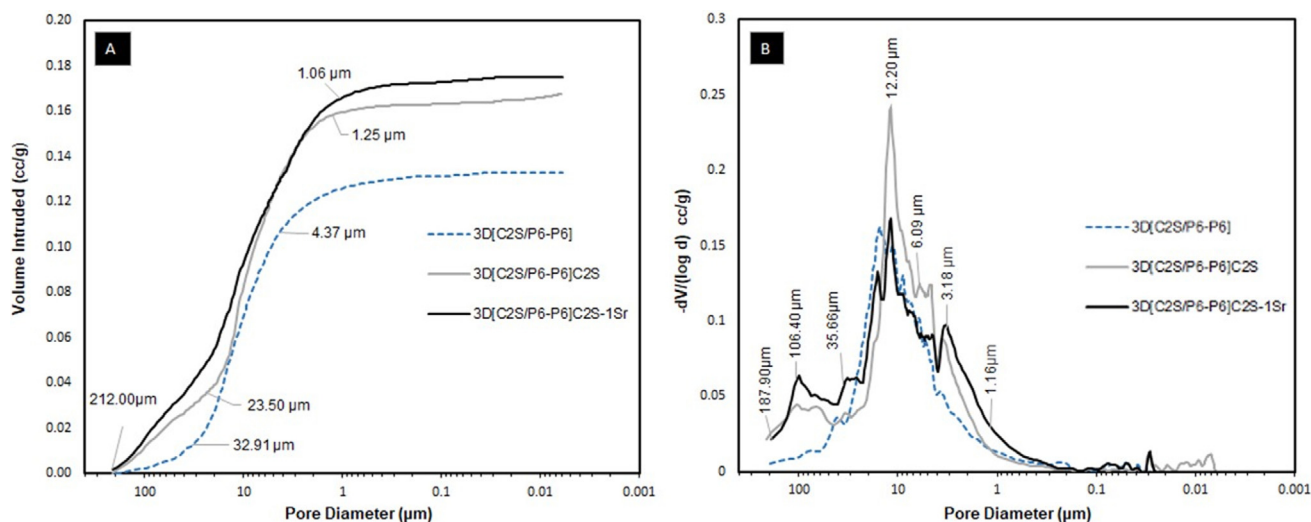 A
Volume Intruded (cc/g)
0.20
0.18
0.16
0.14
0.12
0.10
0.08
0.06
0.04
0.02
0.00
1.06 µm
1.25 µm
4.37 µm
212.00µm
23.50 µm
32.91 µm
3D[C2S/P6-P6]
3D[C2S/P6-P6]C2S
3D[C2S/P6-P6]C2S-1Sr
100 10 1 0.1 0.01 0.001
Pore Diameter (µm)
B
-dV/(log d) cc/g)
0.3
0.25
0.2
0.15
0.1
0.05
0
187.90µm
106.40 µm
35.66µm
12.20 µm
6.09 µm
3.18 µm
1.16µm
3D[C2S/P6-P6]
3D[C2S/P6-P6]C2S
3D[C2S/P6-P6]C2S-1Sr
100 10 1 0.1 0.01 0.001
Pore Diameter (µm)